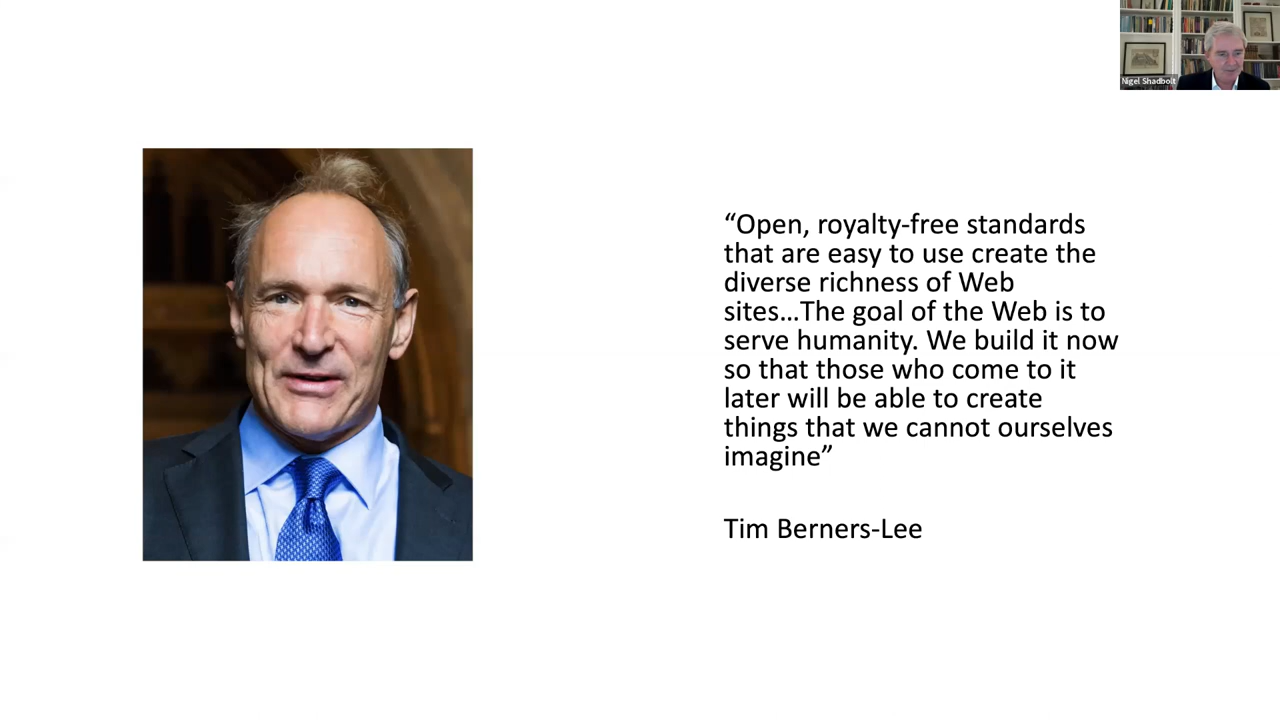 Nigel Shadbolt
“Open, royalty-free standards
that are easy to use create the
diverse richness of Web
sites…The goal of the Web is to
serve humanity. We build it now
so that those who come to it
later will be able to create
things that we cannot ourselves
imagine”
Tim Berners-Lee